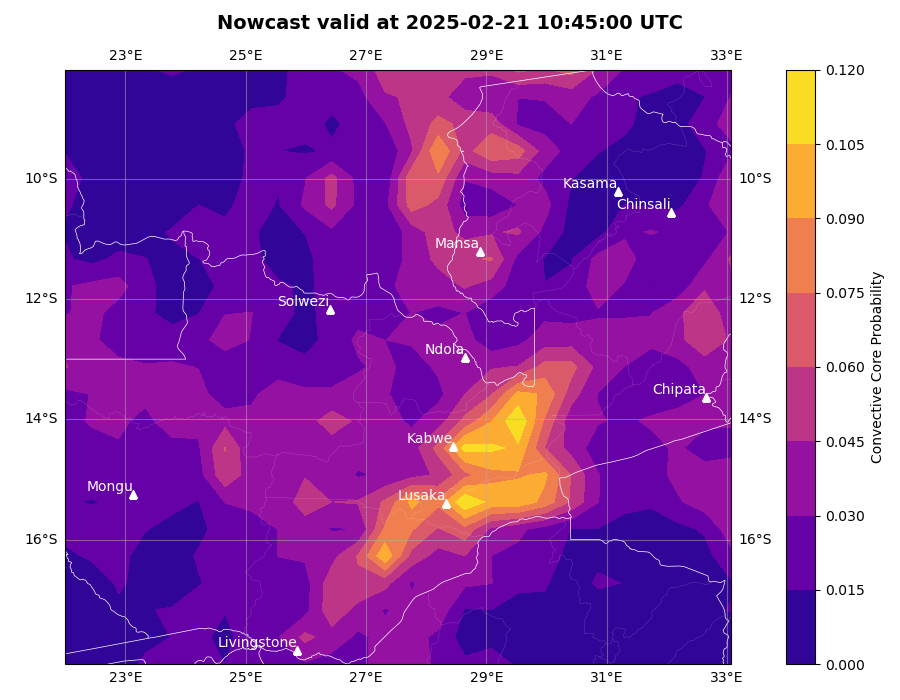 Nowcast valid at 2025-02-21 10:45:00 UTC
23°E 25°E 27°E 29°E 31°E 33°E
0.120
0.105
10°S Kasama 10°S
Chinsali
0.090
Mansa
0.075
12°S Solwezi 12°S
Ndola
0.060
Chipata
14°S 14°S
Kabwe
0.045
Mongu
Lusaka
0.030
16°S 16°S
0.015
Livingstone
0.000
23°E 25°E 27°E 29°E 31°E 33°E
Convective Core Probability